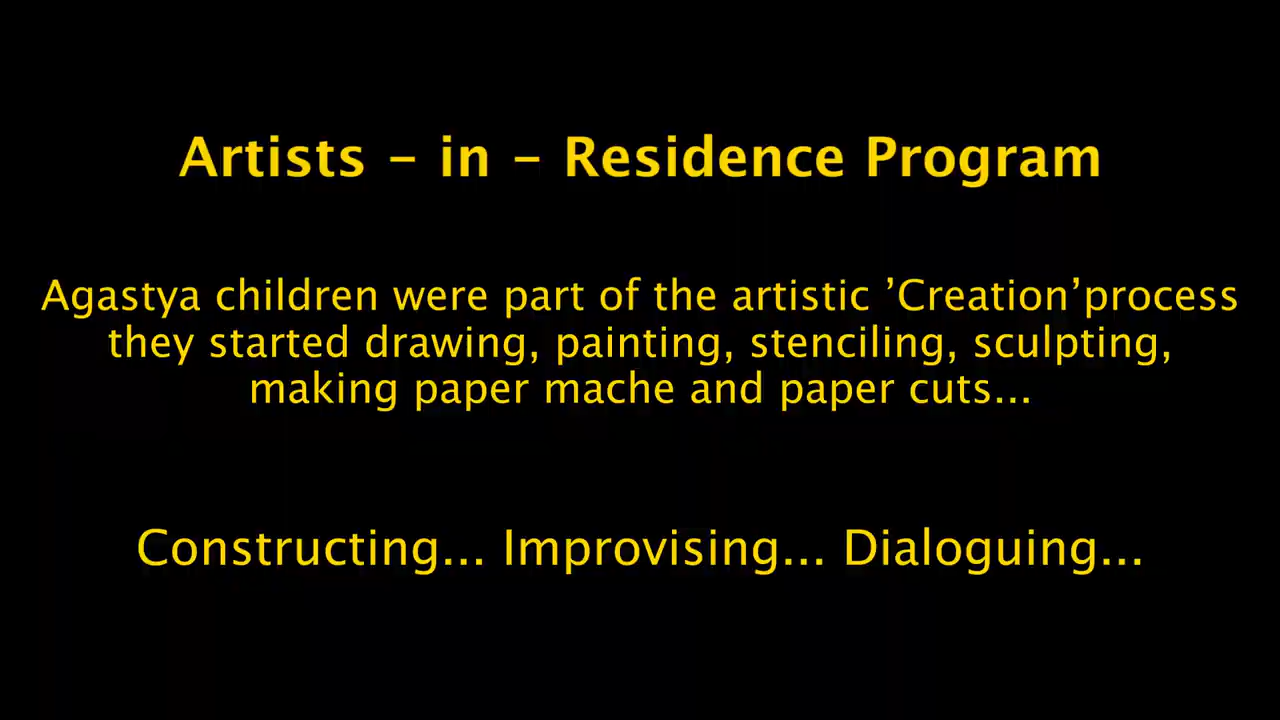 Artists - in - Residence Program
Agastya children were part of the artistic ’Creation’process
they started drawing, painting, stenciling, sculpting,
making paper mache and paper cuts...
Constructing... Improvising... Dialoguing...